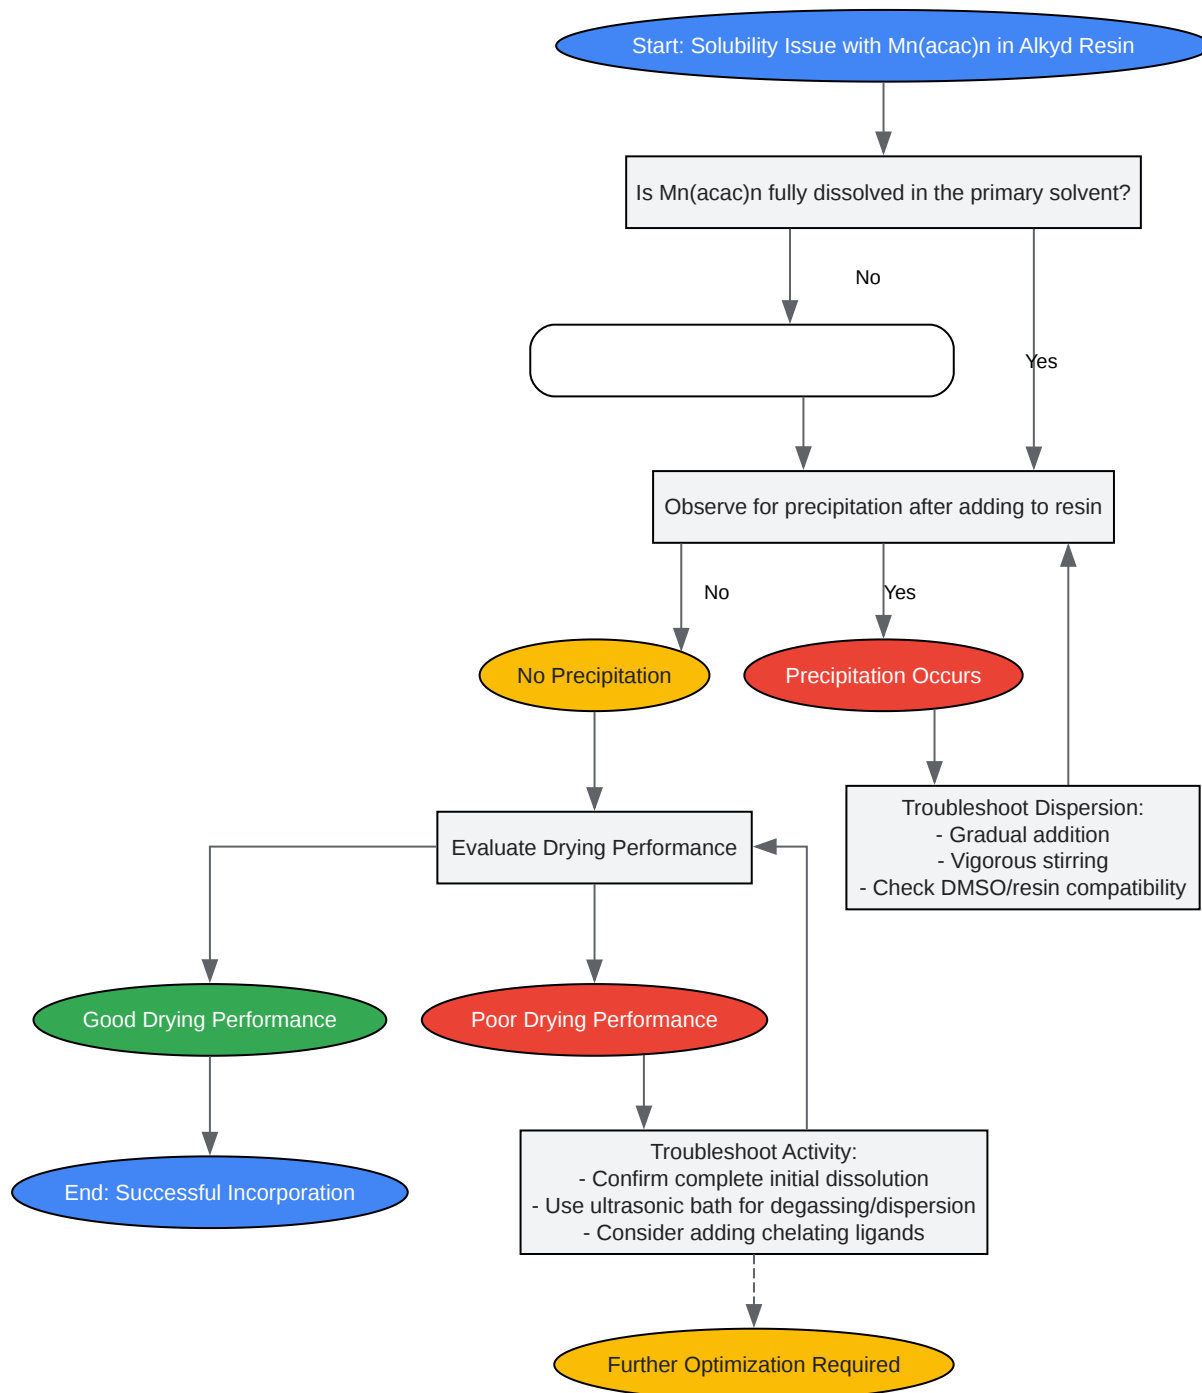 Start: Solubility Issue with Mn(acac)n in Alkyd Resin
Is Mn(acac)n fully dissolved in the primary solvent?
No
Yes
Observe for precipitation after adding to resin
No
Yes
No Precipitation
Precipitation Occurs
Troubleshoot Dispersion:
- Gradual addition
- Vigorous stirring
- Check DMSO/resin compatibility
Evaluate Drying Performance
Good Drying Performance
Poor Drying Performance
Troubleshoot Activity:
- Confirm complete initial dissolution
- Use ultrasonic bath for degassing/dispersion
- Consider adding chelating ligands
End: Successful Incorporation
Further Optimization Required